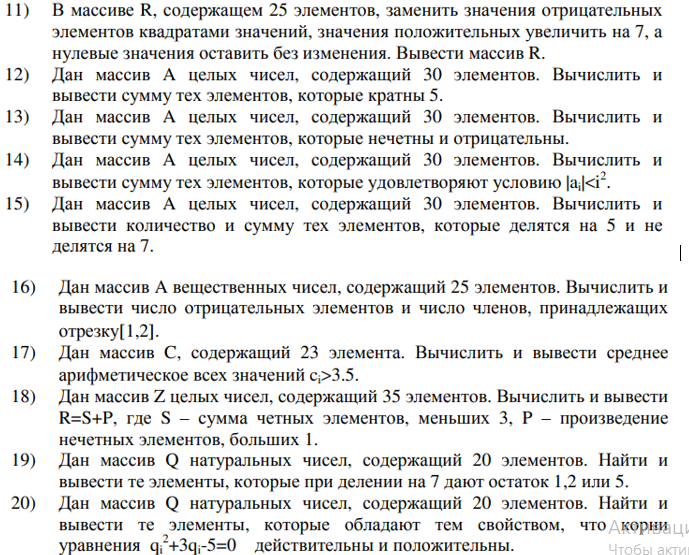 11) В массиве R, содержащем 25 элементов, заменить значения отрицательных
элементов квадратами значений, значения положительных увеличить на 7, а
нулевые значения оставить без изменения. Вывести массив R.
12) Дан массив А целых чисел, содержащий 30 элементов. Вычислить и
вывести сумму тех элементов, которые кратны 5.
13) Дан массив А целых чисел, содержащий 30 элементов. Вычислить и
вывести сумму тех элементов, которые нечетны и отрицательны.
14) Дан массив А целых чисел, содержащий 30 элементов. Вычислить и
вывести сумму тех элементов, которые удовлетворяют условию |aᵢ|<i².
15) Дан массив А целых чисел, содержащий 30 элементов. Вычислить и
вывести количество и сумму тех элементов, которые делятся на 5 и не
делятся на 7.
16) Дан массив А вещественных чисел, содержащий 25 элементов. Вычислить и
вывести число отрицательных элементов и число членов, принадлежащих
отрезку[1,2].
17) Дан массив С, содержащий 23 элемента. Вычислить и вывести среднее
арифметическое всех значений cᵢ>3.5.
18) Дан массив Z целых чисел, содержащий 35 элементов. Вычислить и вывести
R=S+P, где S – сумма четных элементов, меньших 3, P – произведение
нечетных элементов, больших 1.
19) Дан массив Q натуральных чисел, содержащий 20 элементов. Найти и
вывести те элементы, которые при делении на 7 дают остаток 1,2 или 5.
20) Дан массив Q натуральных чисел, содержащий 20 элементов. Найти и
вывести те элементы, которые обладают тем свойством, что корни
уравнения qᵢ²+3qᵢ-5=0 действительны и положительны.
Активаци
Чтобы акти